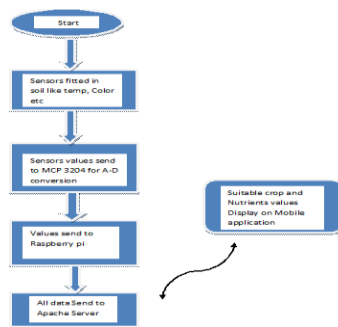 Start
Sensors fitted in
soil like temp, Color
etc
Sensors values send
to MCP 3204 for A-D
conversion
Values send to
Raspberry pi
All data Send to
Apache Server
Suitable crop and
Nutrients values
Display on Mobile
application